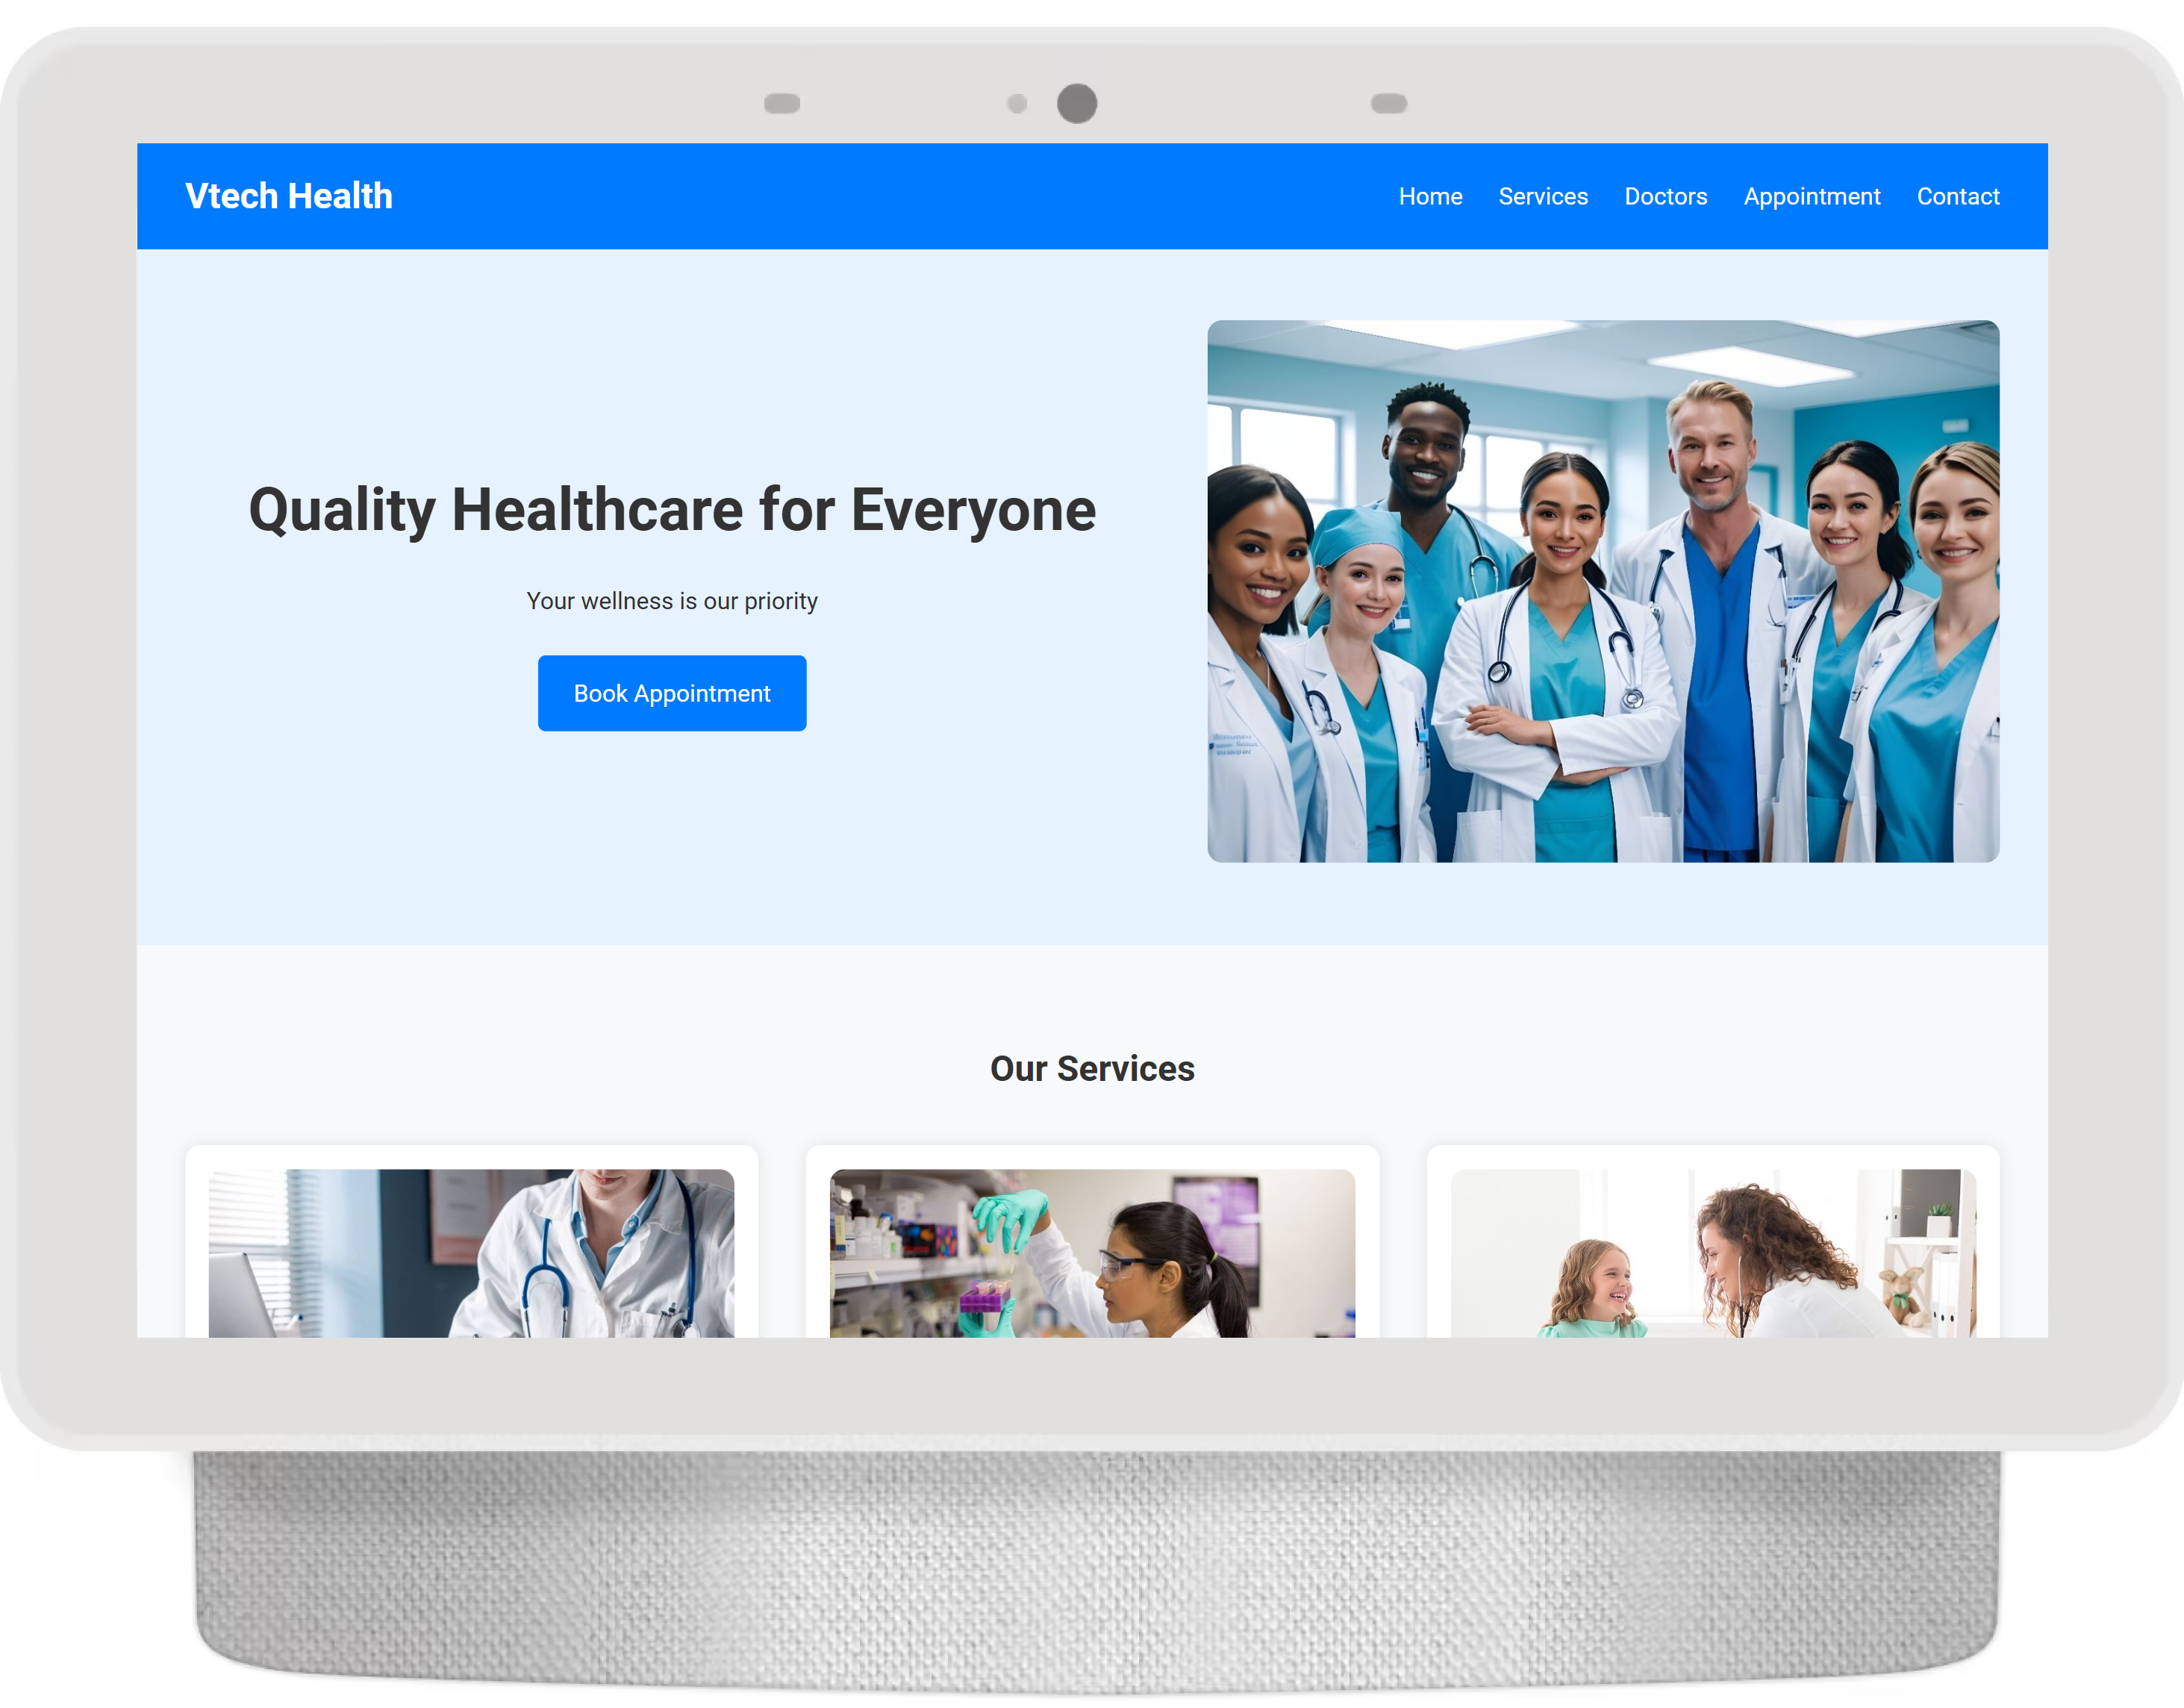 Vtech Health
Home Services Doctors Appointment Contact
Quality Healthcare for Everyone
Your wellness is our priority
Book Appointment
Our Services